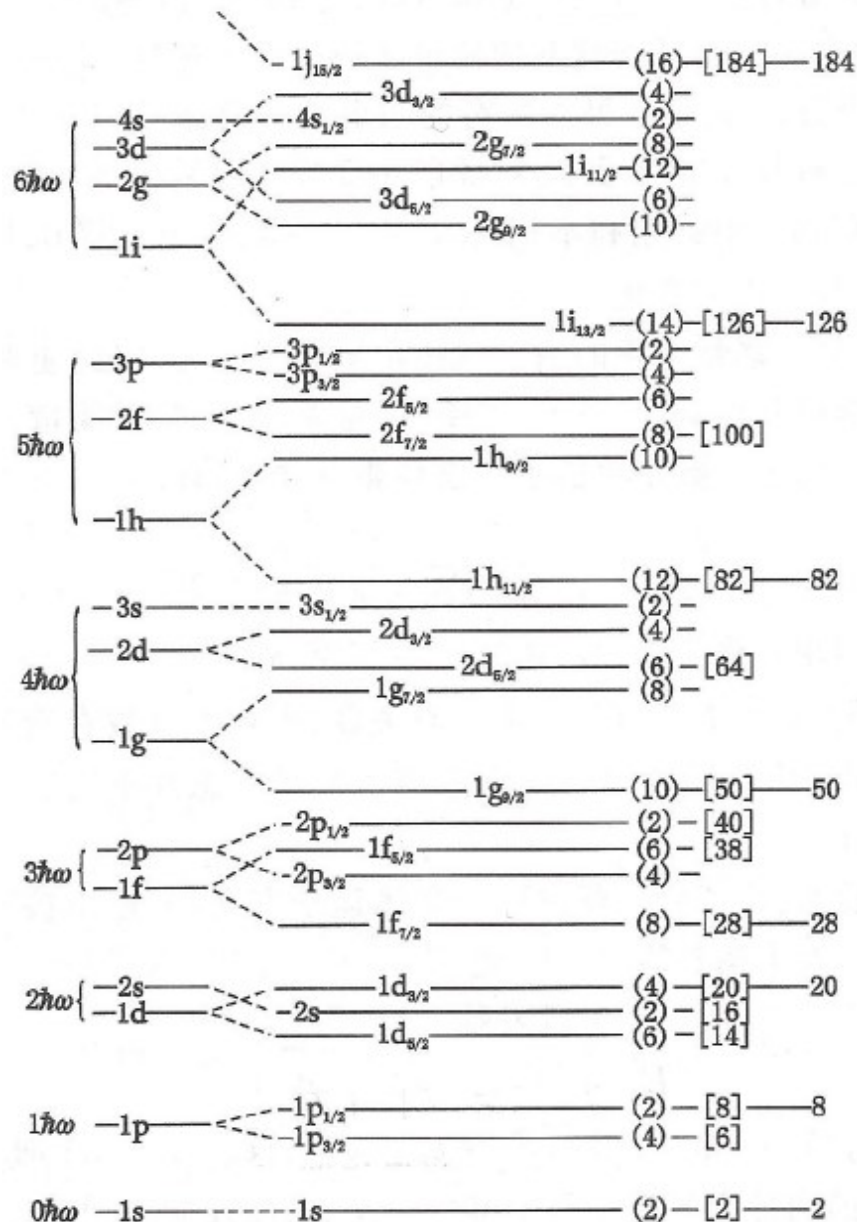 1j15/2 (16) [184] 184
3d3/2 (4)
4s 4s1/2 (2)
3d 2g7/2 (8)
6ħω 2g 1i11/2 (12)
3d5/2 (6)
2g9/2 (10)
1i
1i13/2 (14) [126] 126
3p 3p1/2 (2)
3p3/2 (4)
2f5/2 (6)
5ħω 2f 2f7/2 (8) [100]
1h9/2 (10)
1h
1h11/2 (12) [82] 82
3s 3s1/2 (2)
2d3/2 (4)
4ħω 2d 2d5/2 (6) [64]
1g7/2 (8)
1g
1g9/2 (10) [50] 50
2p1/2 (2) [40]
3ħω 2p 1f5/2 (6) [38]
1f 2p3/2 (4)
1f7/2 (8) [28] 28
2ħω 2s 1d3/2 (4) [20] 20
1d 2s (2) [16]
1d5/2 (6) [14]
1ħω 1p 1p1/2 (2) [8] 8
1p3/2 (4) [6]
0ħω 1s 1s (2) [2] 2